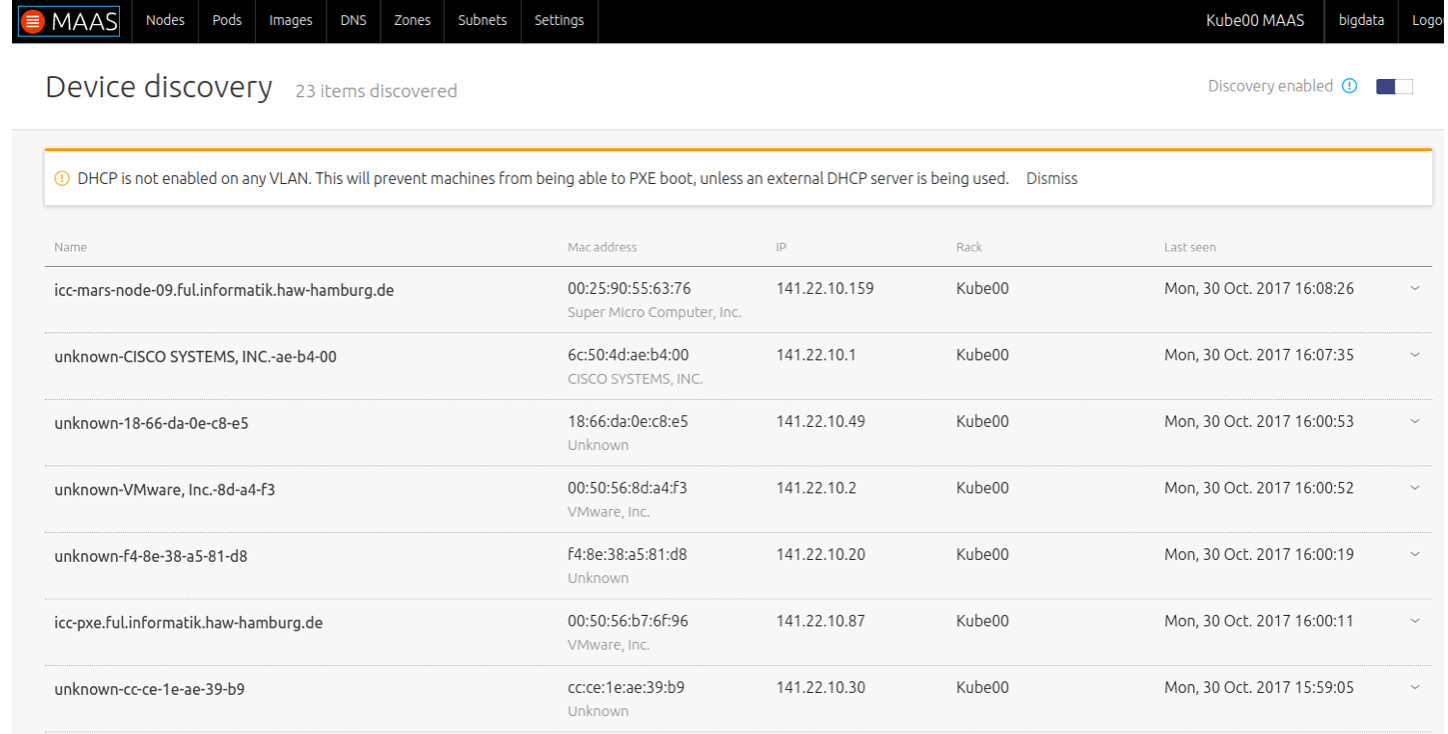 MAAS Nodes Pods Images DNS Zones Subnets Settings Kube00 MAAS bigdata Logou
Device discovery 23 items discovered Discovery enabled
DHCP is not enabled on any VLAN. This will prevent machines from being able to PXE boot, unless an external DHCP server is being used. Dismiss
Name Mac address IP Rack Last seen
icc-mars-node-09.ful.informatik.haw-hamburg.de 00:25:90:55:63:76 141.22.10.159 Kube00 Mon, 30 Oct. 2017 16:08:26
Super Micro Computer, Inc.
unknown-CISCO SYSTEMS, INC.-ae-b4-00 6c:50:4d:ae:b4:00 141.22.10.1 Kube00 Mon, 30 Oct. 2017 16:07:35
CISCO SYSTEMS, INC.
unknown-18-66-da-0e-c8-e5 18:66:da:0e:c8:e5 141.22.10.49 Kube00 Mon, 30 Oct. 2017 16:00:53
Unknown
unknown-VMware, Inc.-8d-a4-f3 00:50:56:8d:a4:f3 141.22.10.2 Kube00 Mon, 30 Oct. 2017 16:00:52
VMware, Inc.
unknown-f4-8e-38-a5-81-d8 f4:8e:38:a5:81:d8 141.22.10.20 Kube00 Mon, 30 Oct. 2017 16:00:19
Unknown
icc-pxe.ful.informatik.haw-hamburg.de 00:50:56:b7:6f:96 141.22.10.87 Kube00 Mon, 30 Oct. 2017 16:00:11
VMware, Inc.
unknown-cc-ce-1e-ae-39-b9 cc:ce:1e:ae:39:b9 141.22.10.30 Kube00 Mon, 30 Oct. 2017 15:59:05
Unknown